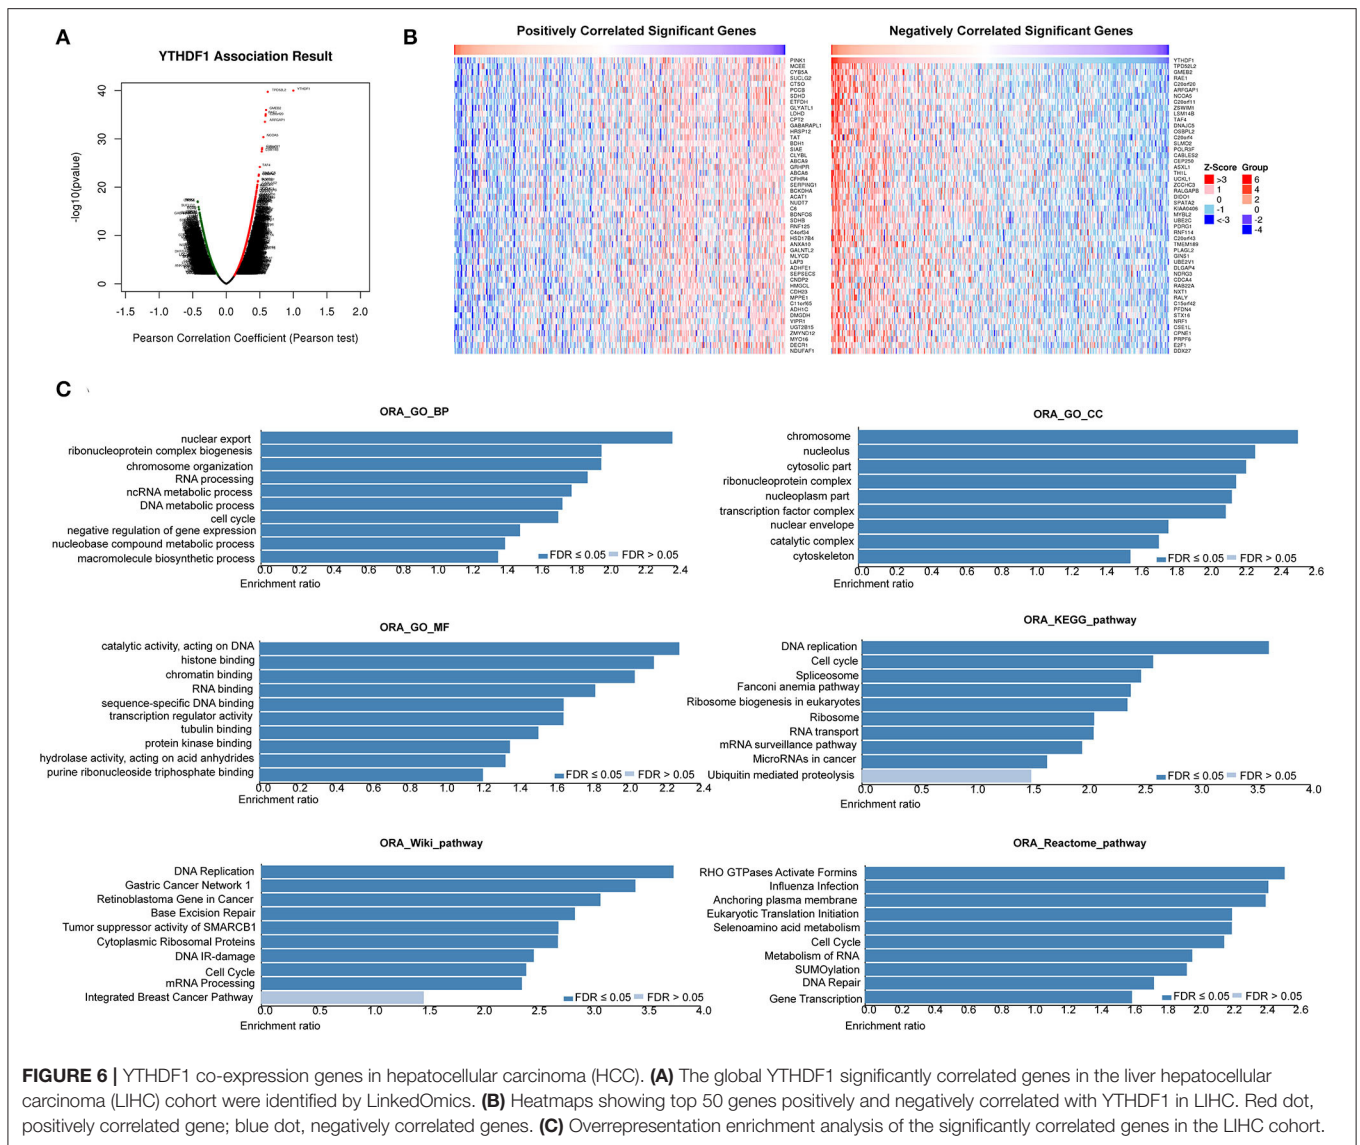 A
YTHDF1 Association Result
-log10(pvalue)
40
30
20
10
0
TPD52L2
YTHDF1
GMEB2
ARFGAP1
NCOA5
TAF4
-1.5 -1.0 -0.5 0.0 0.5 1.0 1.5 2.0
Pearson Correlation Coefficient (Pearson test)
B
Positively Correlated Significant Genes
PINK1
MCEE
CYB5A
SUCLG2
CTSO
PCCB
SDHD
ETFDH
GLYATL1
LDHD
CPT2
GABARAPL1
HRSP12
TAT
BDH1
SIAE
CLYBL
ABCA9
GRHPR
ABCA6
CFHR4
SERPING1
BCKDHA
ACAT1
NUDT7
C6
BDNFOS
SDHB
RNF125
C4orf34
HSD17B4
ANXA10
GALNTL2
MLYCD
LAP3
ADHFE1
SEPSECS
CNDP2
HMGCL
CDH23
MPPE1
C11orf65
ADH1C
DMGDH
VIPR1
UGT2B15
ZMYND12
MYO16
DECR1
NDUFAF1
Negatively Correlated Significant Genes
YTHDF1
TPD52L2
GMEB2
RAE1
C20orf20
ARFGAP1
NCOA5
C20orf11
ZSWIM1
LSM14B
TAF4
DNAJC5
OSBPL2
C20orf4
SLMO2
POLR3F
CABLES2
CEP250
ASXL1
TH1L
UCKL1
ZCCHC3
RALGAPB
DIDO1
SPATA2
KIAA0406
MYBL2
UBE2C
PDRG1
RNF114
C20orf43
TMEM189
PLAGL2
GINS1
UBE2V1
DLGAP4
NDRG3
CDCA4
RAB22A
NXT1
RALY
C15orf42
PFDN4
STX16
NRF1
CSE1L
CPNE1
PRPF6
E2F1
DDX27
Z-Score Group
>3 6
1 4
0 2
-1 0
<-3 -2
-4
C
ORA_GO_BP
nuclear export
ribonucleoprotein complex biogenesis
chromosome organization
RNA processing
ncRNA metabolic process
DNA metabolic process
cell cycle
negative regulation of gene expression
nucleobase compound metabolic process
macromolecule biosynthetic process
FDR ≤ 0.05 FDR > 0.05
0.0 0.2 0.4 0.6 0.8 1.0 1.2 1.4 1.6 1.8 2.0 2.2 2.4
Enrichment ratio
ORA_GO_CC
chromosome
nucleolus
cytosolic part
ribonucleoprotein complex
nucleoplasm part
transcription factor complex
nuclear envelope
catalytic complex
cytoskeleton
FDR ≤ 0.05 FDR > 0.05
0.0 0.2 0.4 0.6 0.8 1.0 1.2 1.4 1.6 1.8 2.0 2.2 2.4 2.6
Enrichment ratio
ORA_GO_MF
catalytic activity, acting on DNA
histone binding
chromatin binding
RNA binding
sequence-specific DNA binding
transcription regulator activity
tubulin binding
protein kinase binding
hydrolase activity, acting on acid anhydrides
purine ribonucleoside triphosphate binding
FDR ≤ 0.05 FDR > 0.05
0.0 0.2 0.4 0.6 0.8 1.0 1.2 1.4 1.6 1.8 2.0 2.2 2.4
Enrichment ratio
ORA_KEGG_pathway
DNA replication
Cell cycle
Spliceosome
Fanconi anemia pathway
Ribosome biogenesis in eukaryotes
Ribosome
RNA transport
mRNA surveillance pathway
MicroRNAs in cancer
Ubiquitin mediated proteolysis
FDR ≤ 0.05 FDR > 0.05
0.0 0.5 1.0 1.5 2.0 2.5 3.0 3.5 4.0
Enrichment ratio
ORA_Wiki_pathway
DNA Replication
Gastric Cancer Network 1
Retinoblastoma Gene in Cancer
Base Excision Repair
Tumor suppressor activity of SMARCB1
Cytoplasmic Ribosomal Proteins
DNA IR-damage
Cell Cycle
mRNA Processing
Integrated Breast Cancer Pathway
FDR ≤ 0.05 FDR > 0.05
0.0 0.5 1.0 1.5 2.0 2.5 3.0 3.5 4.0
Enrichment ratio
ORA_Reactome_pathway
RHO GTPases Activate Formins
Influenza Infection
Anchoring plasma membrane
Eukaryotic Translation Initiation
Selenoamino acid metabolism
Cell Cycle
Metabolism of RNA
SUMOylation
DNA Repair
Gene Transcription
FDR ≤ 0.05 FDR > 0.05
0.0 0.2 0.4 0.6 0.8 1.0 1.2 1.4 1.6 1.8 2.0 2.2 2.4 2.6
Enrichment ratio
FIGURE 6 | YTHDF1 co-expression genes in hepatocellular carcinoma (HCC). (A) The global YTHDF1 significantly correlated genes in the liver hepatocellular
carcinoma (LIHC) cohort were identified by LinkedOmics. (B) Heatmaps showing top 50 genes positively and negatively correlated with YTHDF1 in LIHC. Red dot,
positively correlated gene; blue dot, negatively correlated genes. (C) Overrepresentation enrichment analysis of the significantly correlated genes in the LIHC cohort.